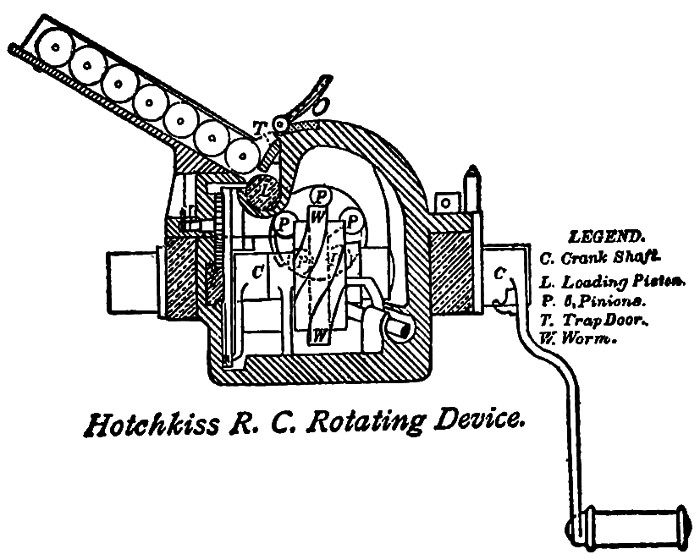 T
O
L
P
P
W
P
C
W
C
LEGEND.
C. Crank Shaft.
L. Loading Piston.
P. 5, Pinions.
T. Trap Door.
W. Worm.
Hotchkiss R. C. Rotating Device.